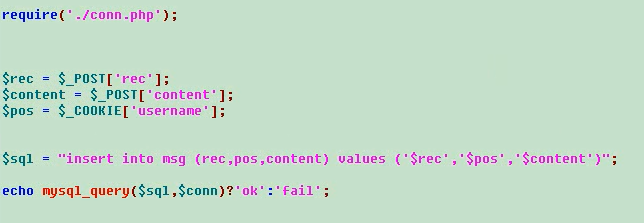 require('./conn.php');
$rec = $_POST['rec'];
$content = $_POST['content'];
$pos = $_COOKIE['username'];
$sql = "insert into msg (rec,pos,content) values ('$rec','$pos','$content')";
echo mysql_query($sql,$conn)?'ok':'fail';